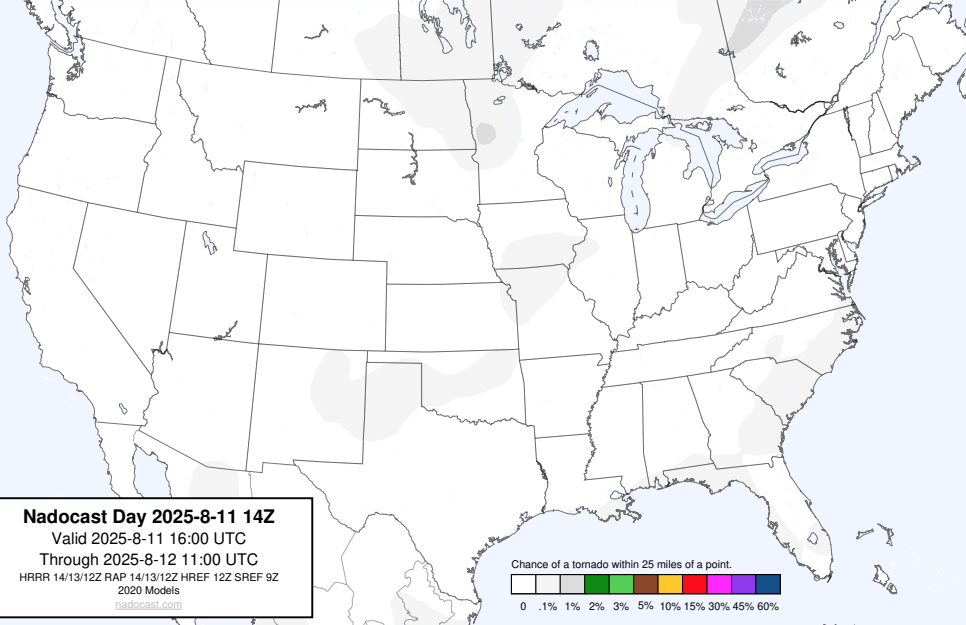 Nadocast Day 2025-8-11 14Z
Valid 2025-8-11 16:00 UTC
Through 2025-8-12 11:00 UTC
HRRR 14/13/12Z RAP 14/13/12Z HREF 12Z SREF 9Z
2020 Models
nadocast.com
Chance of a tornado within 25 miles of a point.
0 .1% 1% 2% 3% 5% 10% 15% 30% 45% 60%